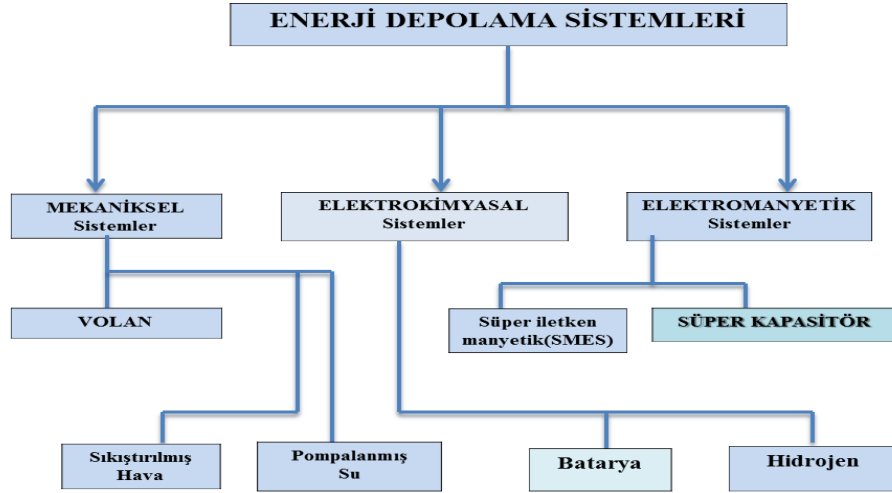 ENERJİ DEPOLAMA SİSTEMLERİ
MEKANİKSEL
Sistemler
ELEKTROKİMYASAL
Sistemler
ELEKTROMANYETİK
Sistemler
VOLAN
Süper iletken
manyetik(SMES)
SÜPER KAPASİTÖR
Sıkıştırılmış
Hava
Pompalanmış
Su
Batarya
Hidrojen